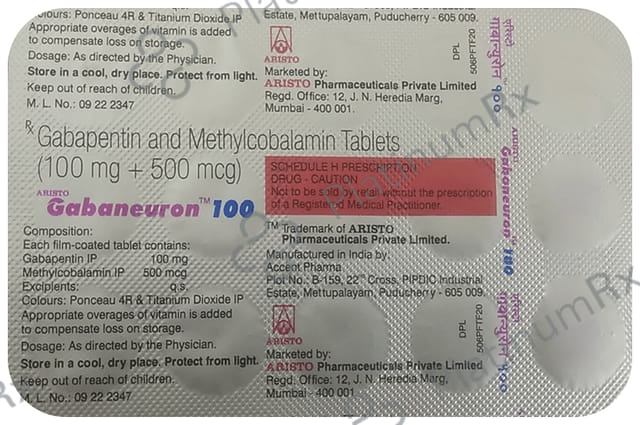 Colours: Ponceau 4R & Titanium Dioxide IP
Appropriate overages of vitamin is added
to compensate loss on storage.
Dosage: As directed by the Physician.
Store in a cool, dry place. Protect from light.
Keep out of reach of children.
M. L. No.: 09 22 2347
Estate, Mettupalayam, Puducherry - 605 009.
ARISTO
Marketed by:
ARISTO Pharmaceuticals Private Limited
Regd. Office: 12, J. N. Heredia Marg,
Mumbai - 400 001.
DPL
506PFTF20
Rx Gabapentin and Methylcobalamin Tablets
(100 mg + 500 mcg)
ARISTO
Gabaneuron™ 100
SCHEDULE H PRESCRIPTION
DRUG - CAUTION
Not to be sold by retail without the prescription
of a Registered Medical Practitioner.
Composition:
Each film-coated tablet contains:
Gabapentin IP 100 mg
Methylcobalamin IP 500 mcg
Excipients: q.s.
Colours: Ponceau 4R & Titanium Dioxide IP
Appropriate overages of vitamin is added
to compensate loss on storage.
Dosage: As directed by the Physician.
Store in a cool, dry place. Protect from light.
Keep out of reach of children.
M. L. No.: 09 22 2347
™ Trademark of ARISTO
Pharmaceuticals Private Limited.
Manufactured in India by:
Accent Pharma
Plot No.: B-159, 22nd Cross, PIPDIC Industrial
Estate, Mettupalayam, Puducherry - 605 009.
ARISTO
Marketed by:
ARISTO Pharmaceuticals Private Limited
Regd. Office: 12, J. N. Heredia Marg,
Mumbai - 400 001
DPL
506PFTF20
एरिस्टो
गाबान्युरोन™ १००
ARISTO
Gabaneuron™ 100
एरिस्टो
गाबान्युरोन™ १००
PlatinumRx